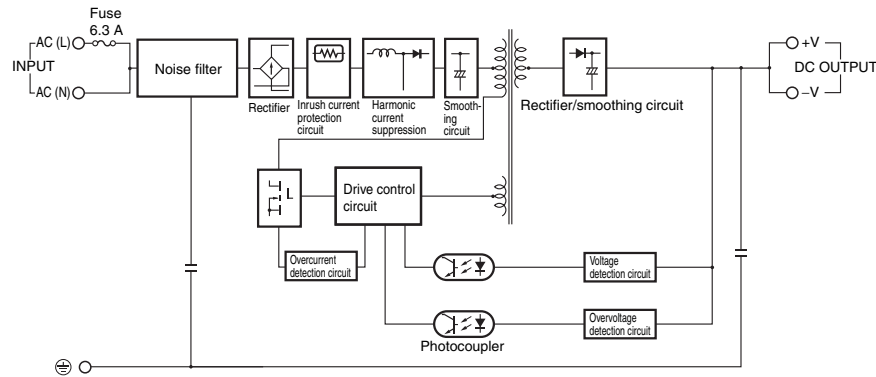 Fuse
6.3 A
AC (L)
INPUT
AC (N)
Noise filter
Rectifier
Inrush current
protection
circuit
Harmonic
current
suppression
Smooth-
ing
circuit
Rectifier/smoothing circuit
+V
DC OUTPUT
–V
Drive control
circuit
Overcurrent
detection circuit
Voltage
detection circuit
Overvoltage
detection circuit
Photocoupler